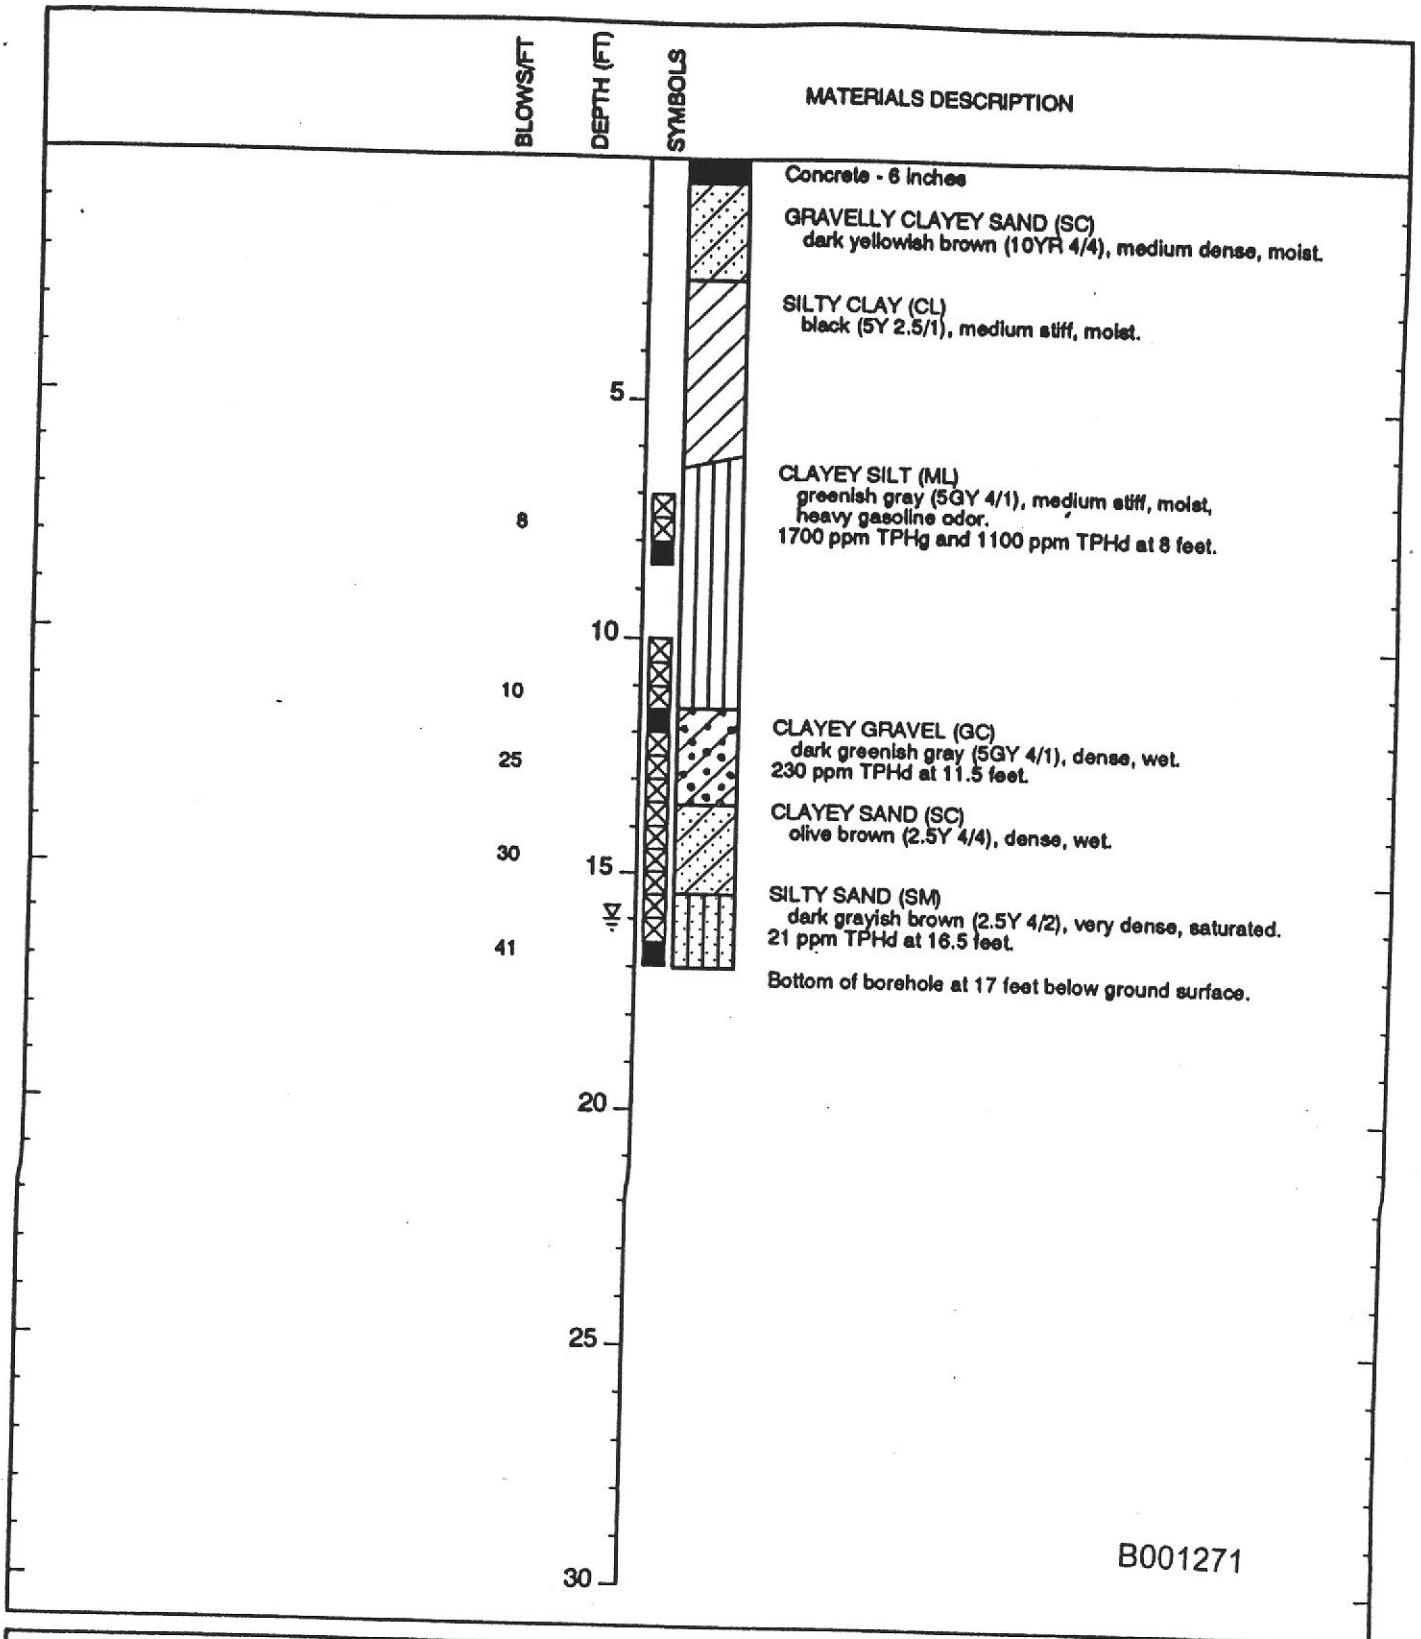 BLOWS/FT DEPTH (FT) SYMBOLS MATERIALS DESCRIPTION
Concrete - 6 inches
GRAVELLY CLAYEY SAND (SC)
dark yellowish brown (10YR 4/4), medium dense, moist.
SILTY CLAY (CL)
black (5Y 2.5/1), medium stiff, moist.
5
CLAYEY SILT (ML)
greenish gray (5GY 4/1), medium stiff, moist,
heavy gasoline odor.
8
1700 ppm TPHg and 1100 ppm TPHd at 8 feet.
10
10
CLAYEY GRAVEL (GC)
dark greenish gray (5GY 4/1), dense, wet.
25
230 ppm TPHd at 11.5 feet.
CLAYEY SAND (SC)
olive brown (2.5Y 4/4), dense, wet.
30
15
SILTY SAND (SM)
dark grayish brown (2.5Y 4/2), very dense, saturated.
41
21 ppm TPHd at 16.5 feet.
Bottom of borehole at 17 feet below ground surface.
20
25
30
B001271